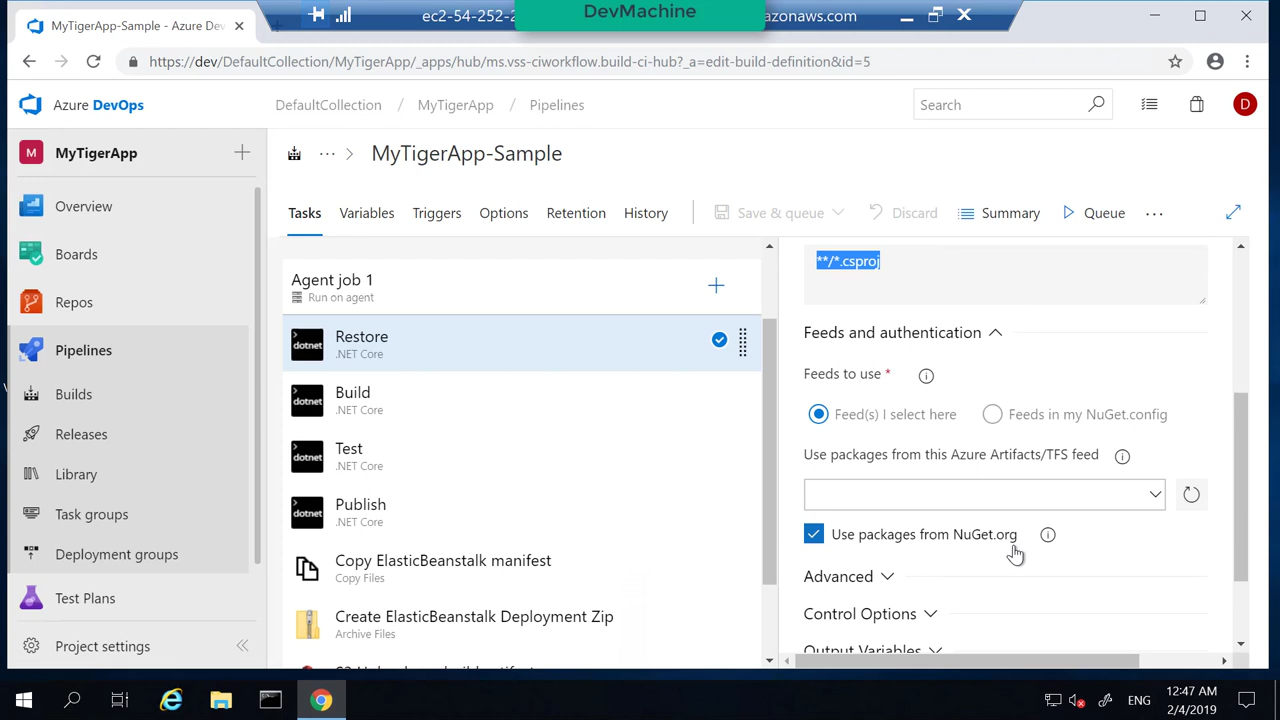 MyTigerApp-Sample - Azure Dev
ec2-54-252-2
DevMachine
azonaws.com
https://dev/DefaultCollection/MyTigerApp/_apps/hub/ms.vss-ciworkflow.build-ci-hub?_a=edit-build-definition&id=5
Azure DevOps
DefaultCollection / MyTigerApp / Pipelines
Search
D
M
MyTigerApp
MyTigerApp-Sample
Overview
Boards
Repos
Pipelines
Builds
Releases
Library
Task groups
Deployment groups
Test Plans
Project settings
Tasks
Variables
Triggers
Options
Retention
History
Save & queue
Discard
Summary
Queue
Agent job 1
Run on agent
dotnet
Restore
.NET Core
dotnet
Build
.NET Core
dotnet
Test
.NET Core
dotnet
Publish
.NET Core
Copy ElasticBeanstalk manifest
Copy Files
Create ElasticBeanstalk Deployment Zip
Archive Files
**/*.csproj
Feeds and authentication
Feeds to use *
Feed(s) I select here
Feeds in my NuGet.config
Use packages from this Azure Artifacts/TFS feed
Use packages from NuGet.org
Advanced
Control Options
Output Variables
ENG
12:47 AM
2/4/2019